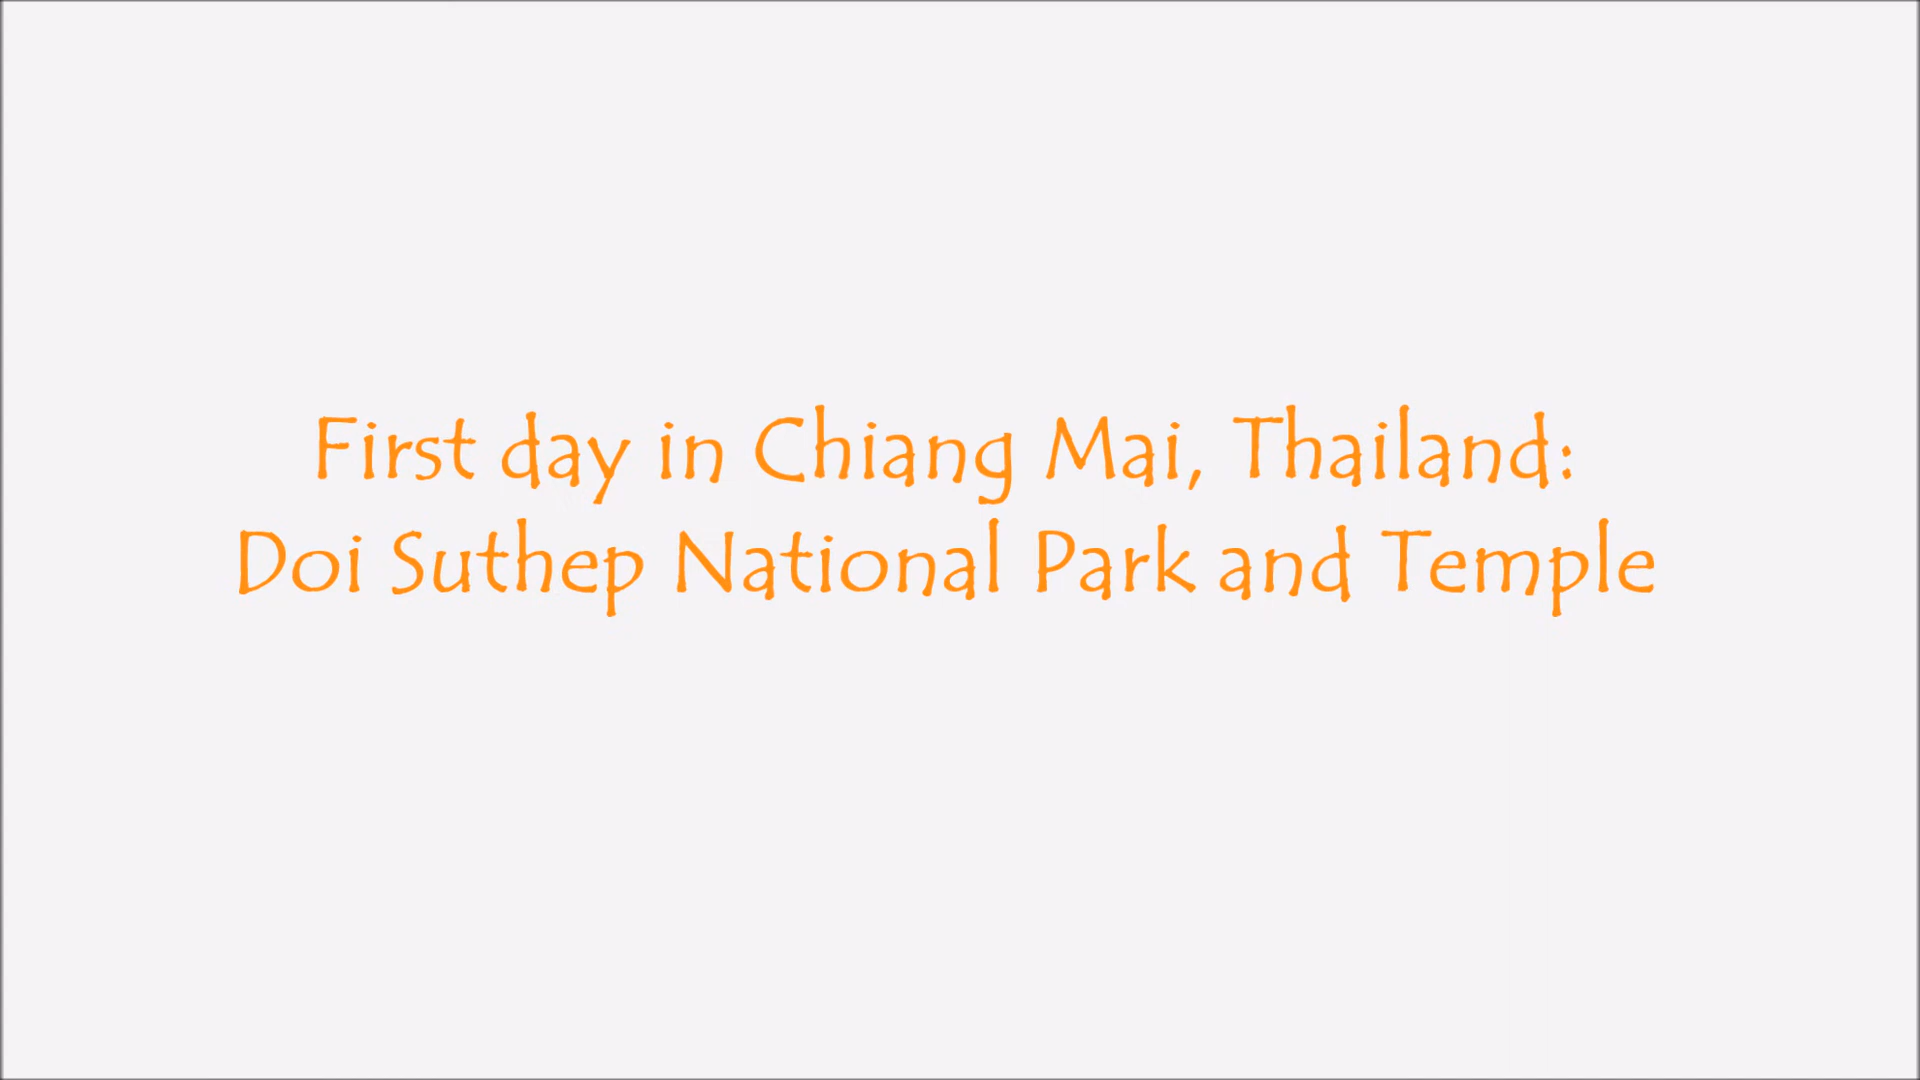 First day in Chiang Mai, Thailand:
Doi Suthep National Park and Temple